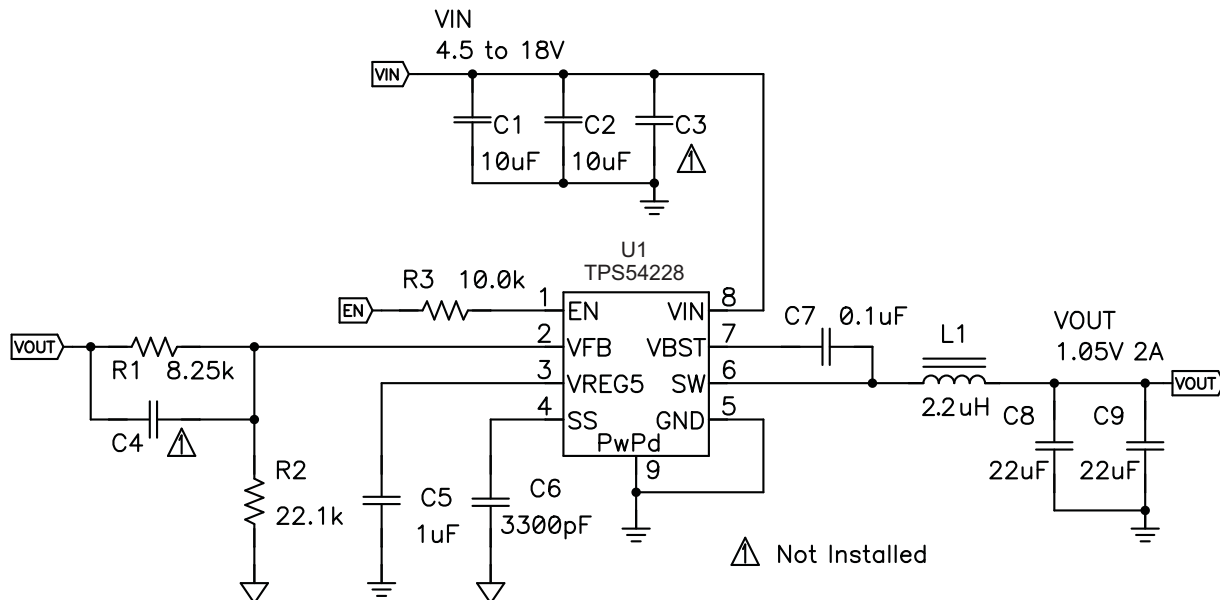 VIN
4.5 to 18V
VIN
C1
C2
C3
1
10uF
10uF
U1
TPS54228
R3 10.0k
EN
1
EN
VIN
8
C7
0.1uF
VOUT
2
VFB
VBST
7
L1
VOUT
1.05V 2A
R1
8.25k
3
VREG5
SW
6
VOUT
2.2uH
C8
C9
4
SS
GND
5
C4
1
PwPd
9
22uF
22uF
R2
22.1k
C5
1uF
C6
3300pF
1 Not Installed